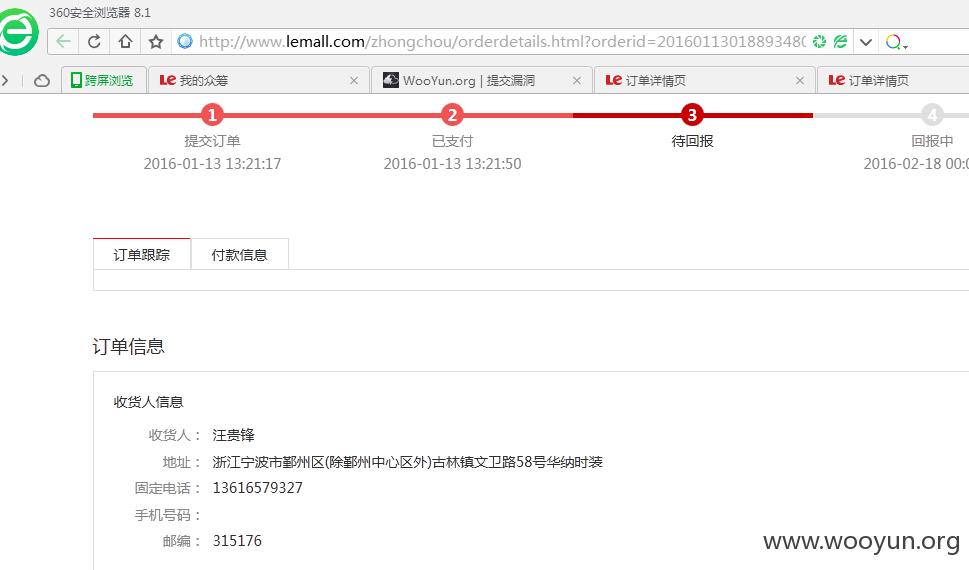 360安全浏览器 8.1
http://www.lemall.com/zhongchou/orderdetails.html?orderid=2016011301889348
跨屏浏览 Le 我的众筹 WooYun.org | 提交漏洞 Le 订单详情页 Le 订单详情页
1 2 3 4
提交订单 已支付 待回报 回报中
2016-01-13 13:21:17 2016-01-13 13:21:50 2016-02-18 00:
订单跟踪 付款信息
订单信息
收货人信息
收货人： 汪贵锋
地址： 浙江宁波市鄞州区(除鄞州中心区外)古林镇文卫路58号华纳时装
固定电话： 13616579327
手机号码：
邮编： 315176
www.wooyun.org